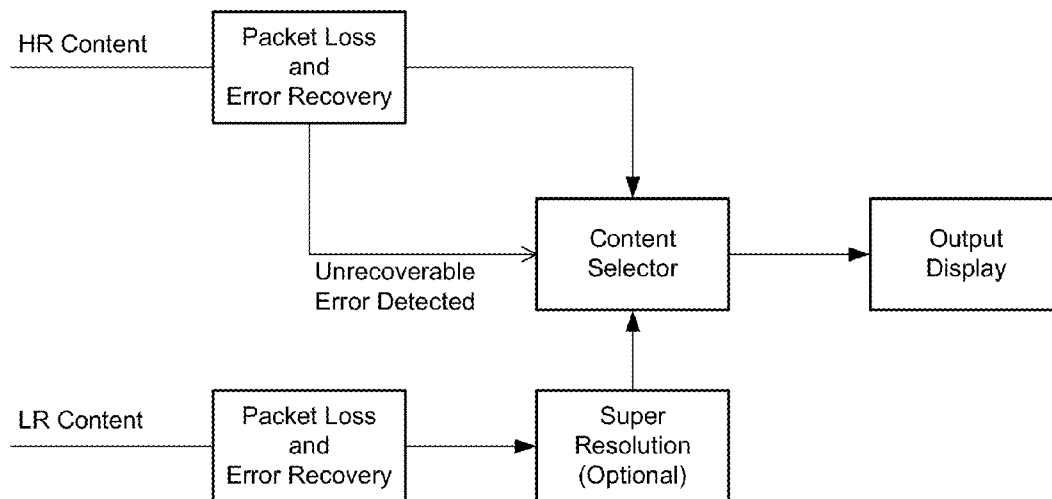 HR Content
Packet Loss
and
Error Recovery
Content
Selector
Output
Display
Unrecoverable
Error Detected
LR Content
Packet Loss
and
Error Recovery
Super
Resolution
(Optional)